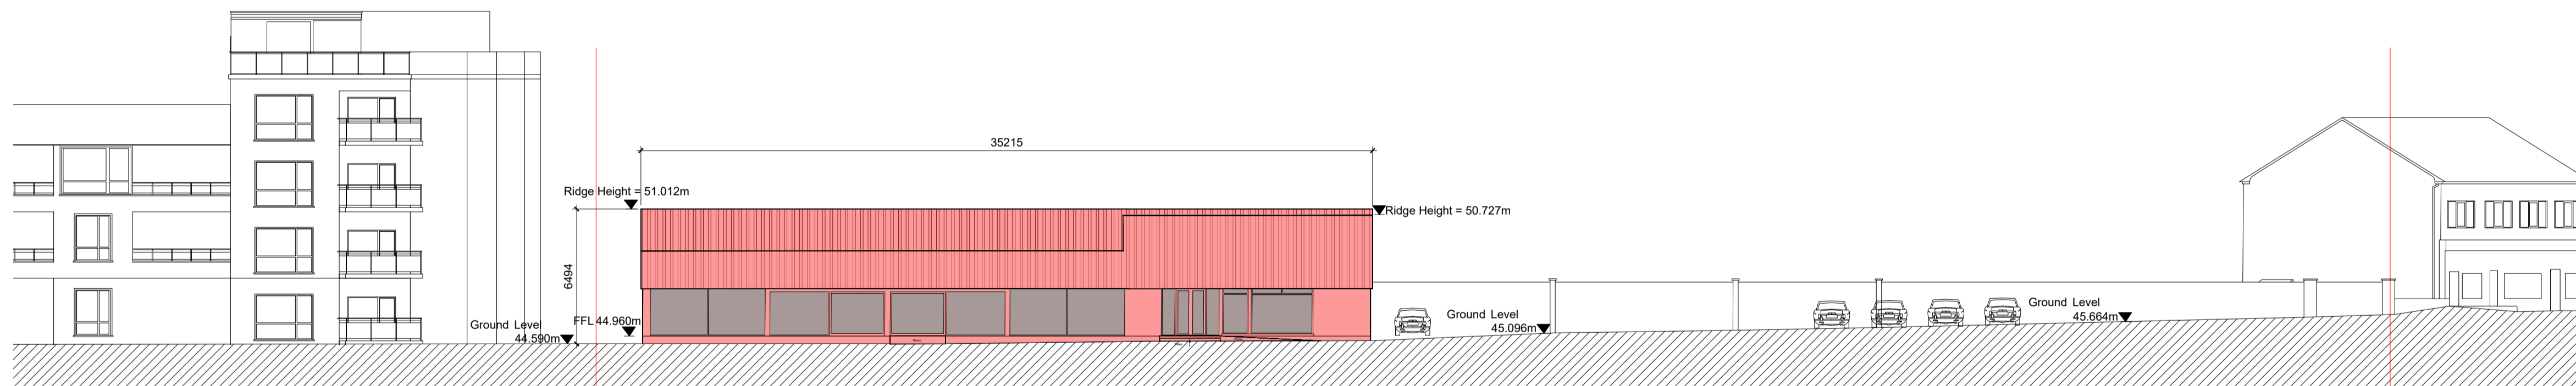 35215
Ridge Height = 51.012m
Ridge Height = 50.727m
6494
FFL 44.960m
Ground Level
44.590m
Ground Level
45.096m
Ground Level
45.664m